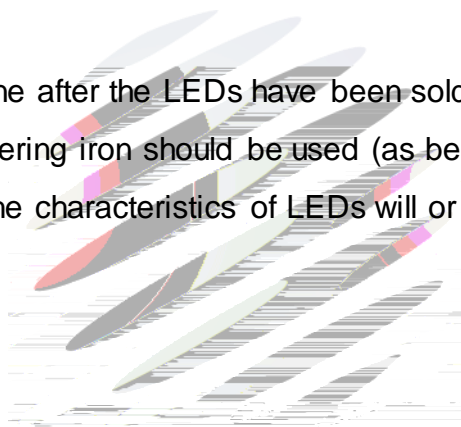 ne after the LEDs have been sold
ering iron should be used (as be
ne characteristics of LEDs will or